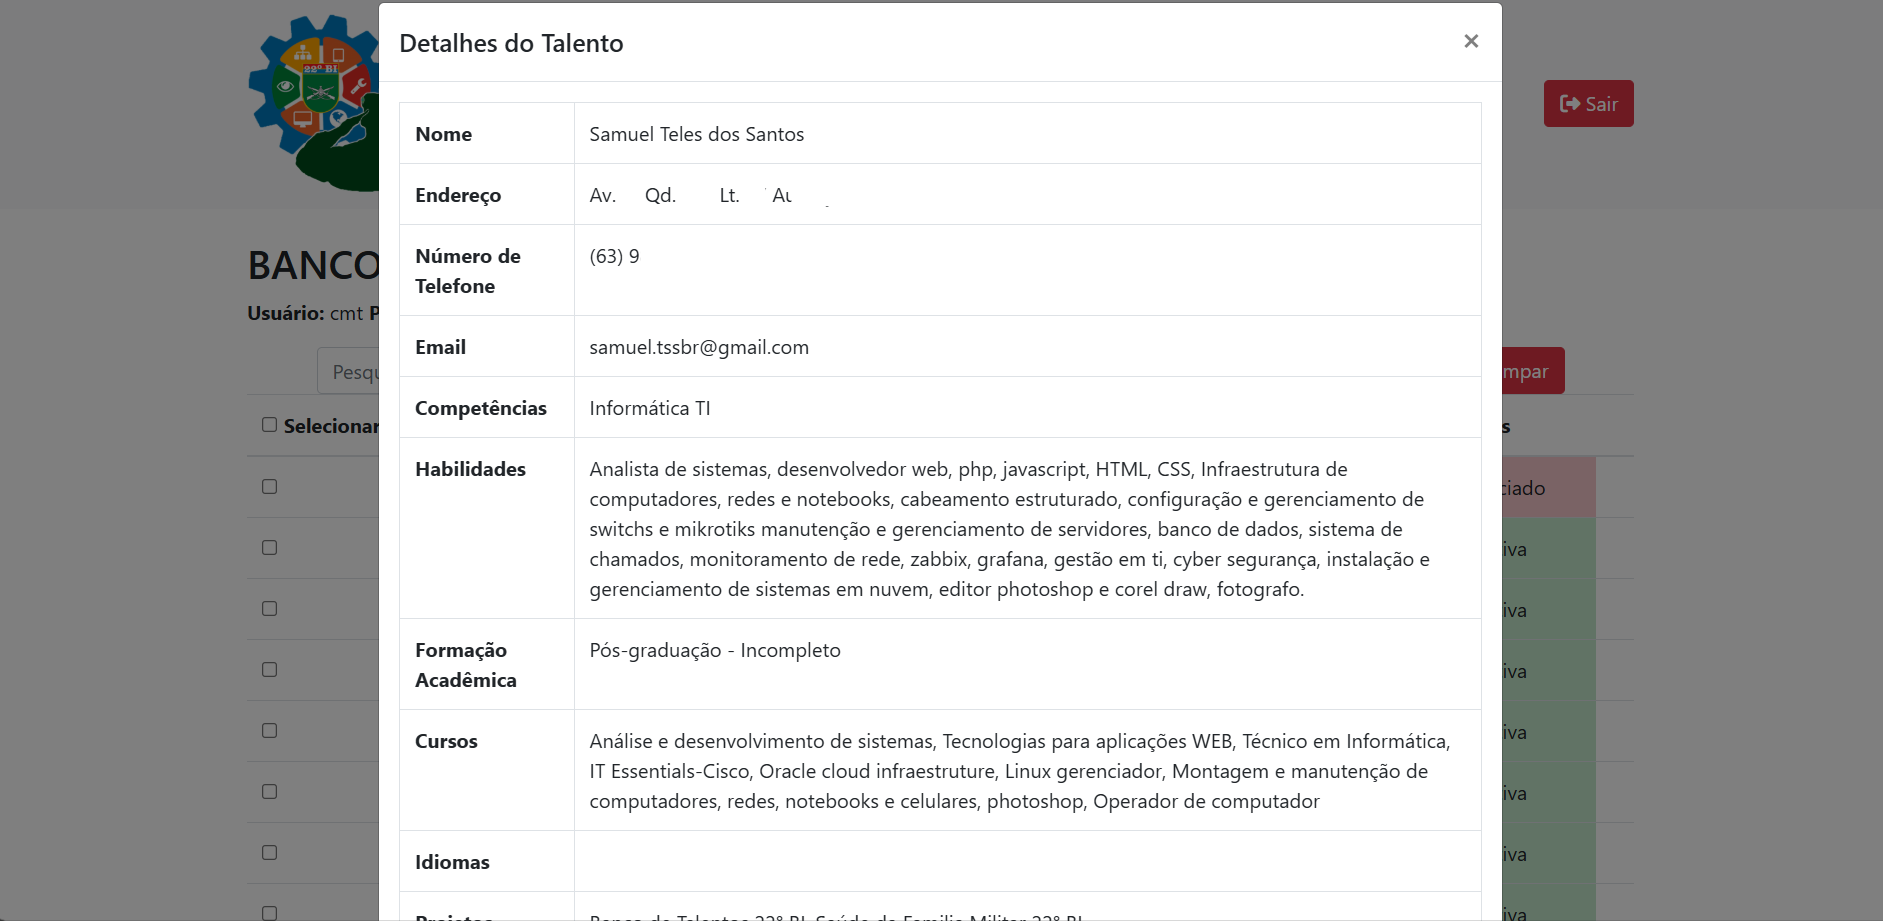 22º BI
Detalhes do Talento
×
Sair
Nome
Samuel Teles dos Santos
Endereço
Av. Qd. Lt. Au
Número de
Telefone
(63) 9
Email
samuel.tssbr@gmail.com
Competências
Informática TI
Habilidades
Analista de sistemas, desenvolvedor web, php, javascript, HTML, CSS, Infraestrutura de
computadores, redes e notebooks, cabeamento estruturado, configuração e gerenciamento de
switchs e mikrotiks manutenção e gerenciamento de servidores, banco de dados, sistema de
chamados, monitoramento de rede, zabbix, grafana, gestão em ti, cyber segurança, instalação e
gerenciamento de sistemas em nuvem, editor photoshop e corel draw, fotografo.
Formação
Acadêmica
Pós-graduação - Incompleto
Cursos
Análise e desenvolvimento de sistemas, Tecnologias para aplicações WEB, Técnico em Informática,
IT Essentials-Cisco, Oracle cloud infraestruture, Linux gerenciador, Montagem e manutenção de
computadores, redes, notebooks e celulares, photoshop, Operador de computador
Idiomas
Projetos
Banco de Talentos 22º BI, Saúde da Família Militar 22º BI
BANCO
Usuário: cmt P
Pesqu
mpar
Selecionar
s
ciado
iva
iva
iva
iva
iva
iva
iva